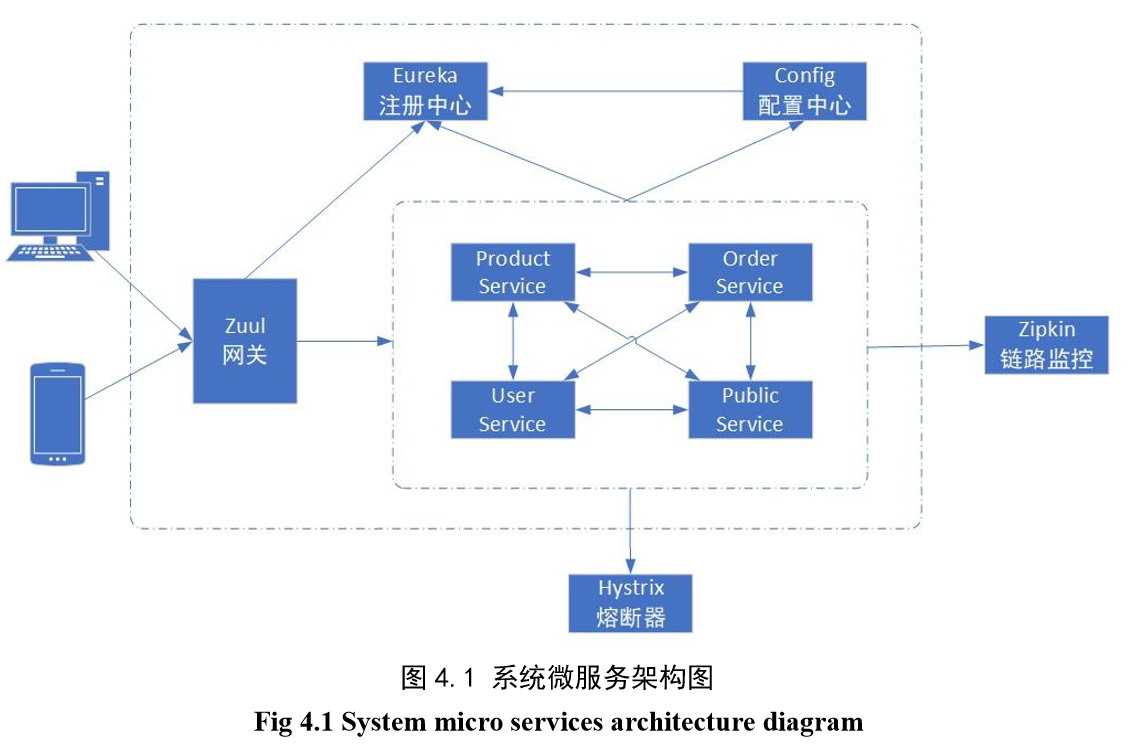 Eureka
注册中心
Config
配置中心
Product
Service
Order
Service
Zuul
网关
Zipkin
链路监控
User
Service
Public
Service
Hystrix
熔断器
图 4.1 系统微服务架构图
Fig 4.1 System micro services architecture diagram